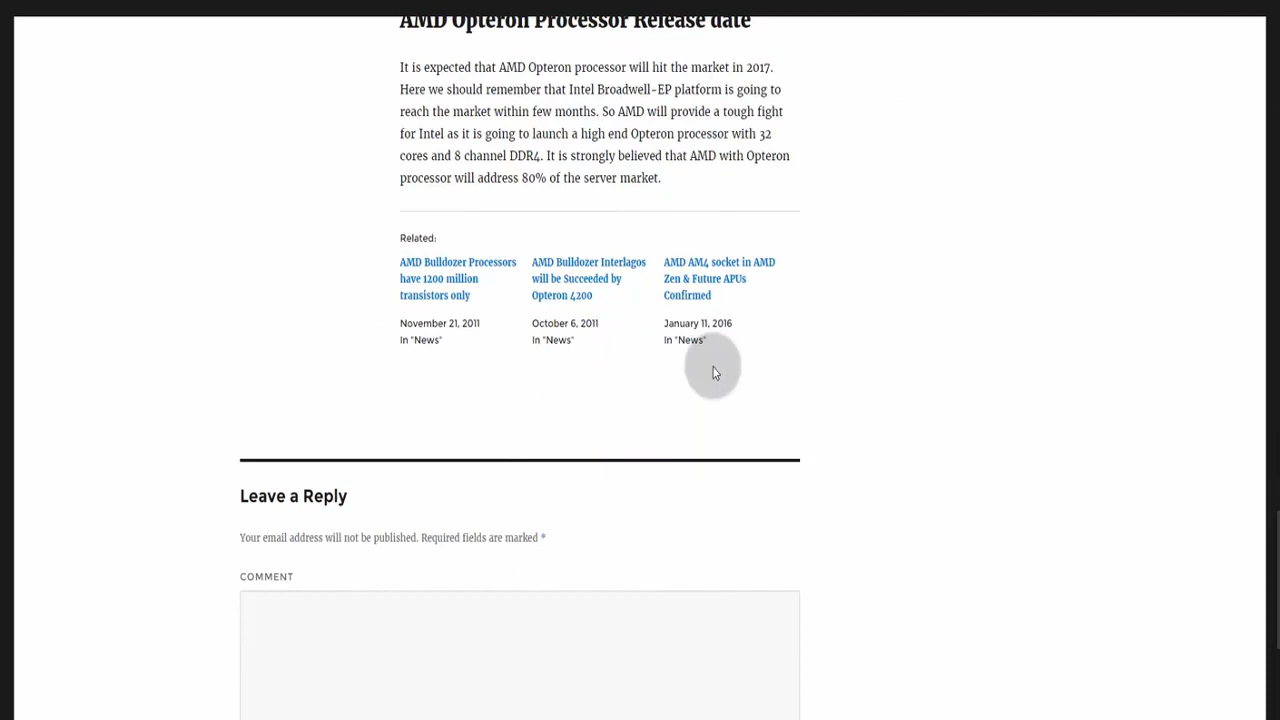 AMD Opteron Processor Release date
It is expected that AMD Opteron processor will hit the market in 2017.
Here we should remember that Intel Broadwell-EP platform is going to
reach the market within few months. So AMD will provide a tough fight
for Intel as it is going to launch a high end Opteron processor with 32
cores and 8 channel DDR4. It is strongly believed that AMD with Opteron
processor will address 80% of the server market.
Related:
AMD Bulldozer Processors
have 1200 million
transistors only
November 21, 2011
In "News"
AMD Bulldozer Interlagos
will be Succeeded by
Opteron 4200
October 6, 2011
In "News"
AMD AM4 socket in AMD
Zen & Future APUs
Confirmed
January 11, 2016
In "News"
Leave a Reply
Your email address will not be published. Required fields are marked *
COMMENT